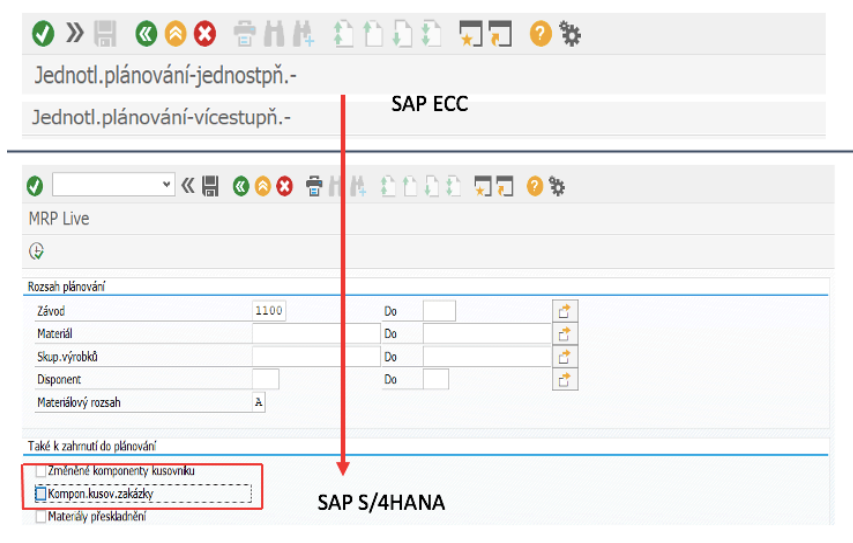 Jednotl.plánování-jednostpň.-
SAP ECC
Jednotl.plánování-vícestupň.-
MRP Live
Rozsah plánování
Závod 1100 Do
Materiál Do
Skup.výrobků Do
Disponent Do
Materiálový rozsah A
Také k zahrnutí do plánování
Změněné komponenty kusovníku
Kompon.kusov.zakázky
SAP S/4HANA
Materiály přeskladnění